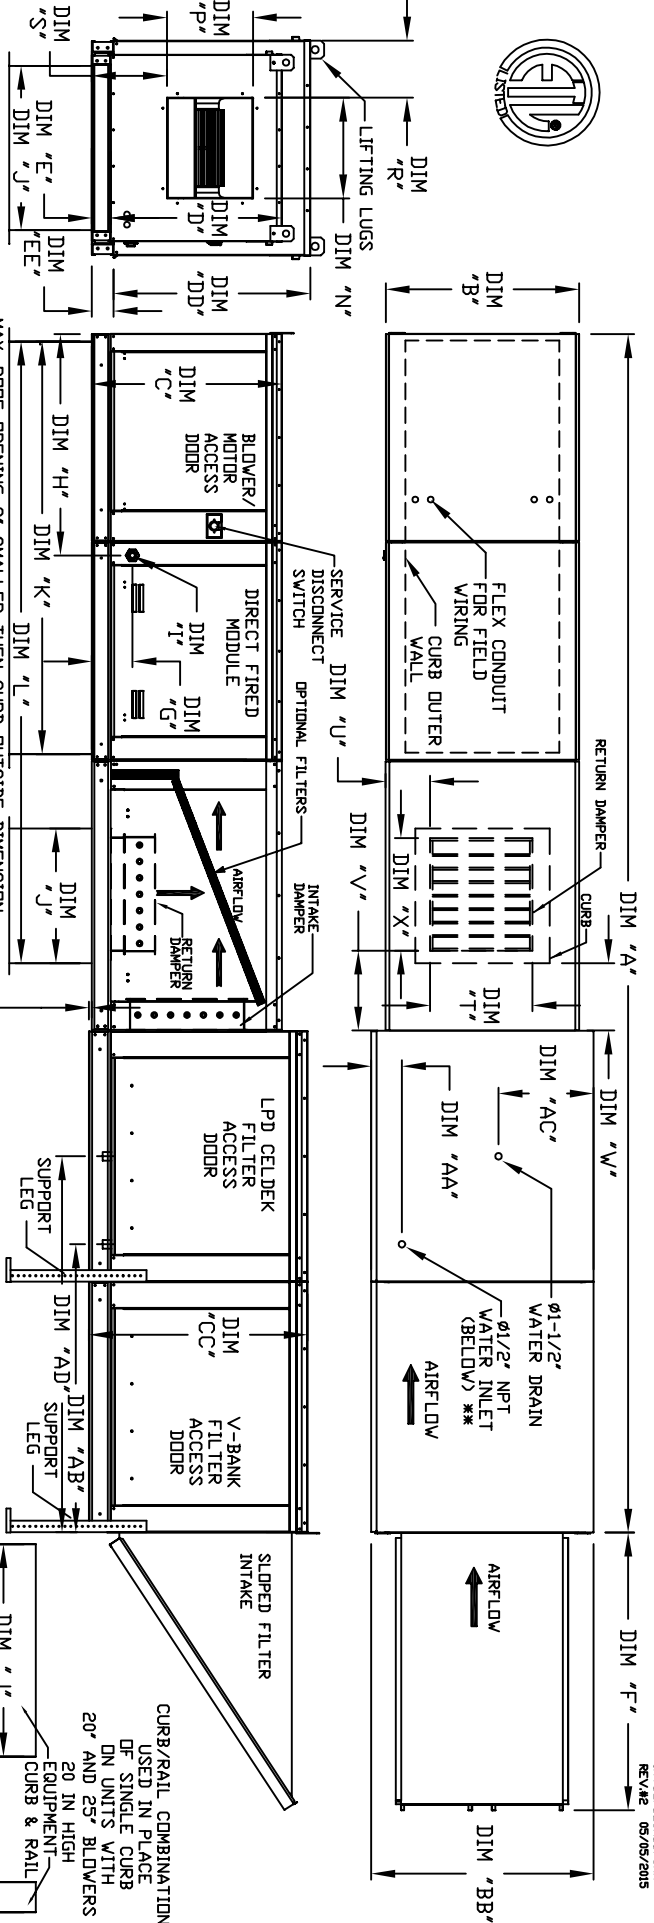 REV.#2 05/05/2015
LISTED
DIM "A"
DIM "F"
DIM
"B"
DIM "BB"
FLEX CONDUIT
FOR FIELD
WIRING
CURB OUTER
WALL
RETURN DAMPER
CURB
DIM "U"
DIM "V"
DIM "X"
DIM
"T"
DIM "W"
DIM "AC"
DIM "AA"
Ø1-1/2"
WATER DRAIN
Ø1/2" NPT
WATER INLET
(BELOW) **
AIRFLOW
AIRFLOW
DIM
"R"
DIM "N"
LIFTING LUGS
DIM
"P"
DIM
"S"
DIM
"D"
DIM
"DD"
DIM "E"
DIM "J"
DIM
"EE"
DIM
"C"
BLOWER/
MOTOR
ACCESS
DOOR
SERVICE
DISCONNECT
SWITCH
DIRECT FIRED
MODULE
DIM
"I"
DIM
"G"
OPTIONAL FILTERS
AIRFLOW
INTAKE
DAMPER
RETURN
DAMPER
LPD CELDEK
FILTER
ACCESS
DOOR
DIM
"CC"
V-BANK
FILTER
ACCESS
DOOR
SLOPED FILTER
INTAKE
DIM "H"
DIM "K"
DIM "L"
DIM
"J"
SUPPORT
LEG
DIM "AD"
DIM "AB"
SUPPORT
LEG
CURB/RAIL COMBINATION
USED IN PLACE
OF SINGLE CURB
ON UNITS WITH
20" AND 25" BLOWERS
20 IN HIGH
EQUIPMENT
CURB & RAIL